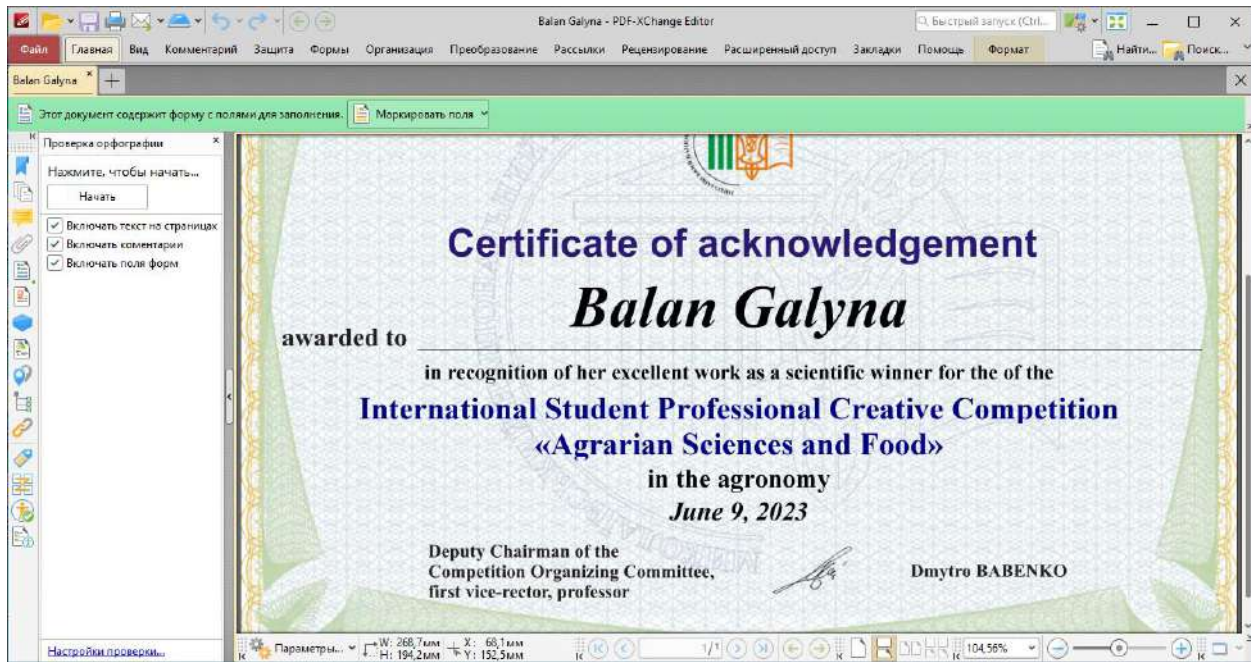 Balan Galyna - PDF-XChange Editor
Быстрый запуск (Ctrl...
Файл Главная Вид Комментарий Защита Формы Организация Преобразование Рассылки Рецензирование Расширенный доступ Закладки Помощь Формат Найти... Поиск...
Balan Galyna
Этот документ содержит форму с полями для заполнения. Маркировать поля
Проверка орфографии
Нажмите, чтобы начать...
Начать
Включать текст на страницах
Включать коментарии
Включать поля форм
Настройки проверки...
Certificate of acknowledgement
Balan Galyna
awarded to
in recognition of her excellent work as a scientific winner for the of the
International Student Professional Creative Competition
«Agrarian Sciences and Food»
in the agronomy
June 9, 2023
Deputy Chairman of the
Competition Organizing Committee,
first vice-rector, professor
Dmytro BABENKO
Параметры... W: 268,7мм X: 68,1мм 1/1 104,56%
H: 194,2мм Y: 152,5мм